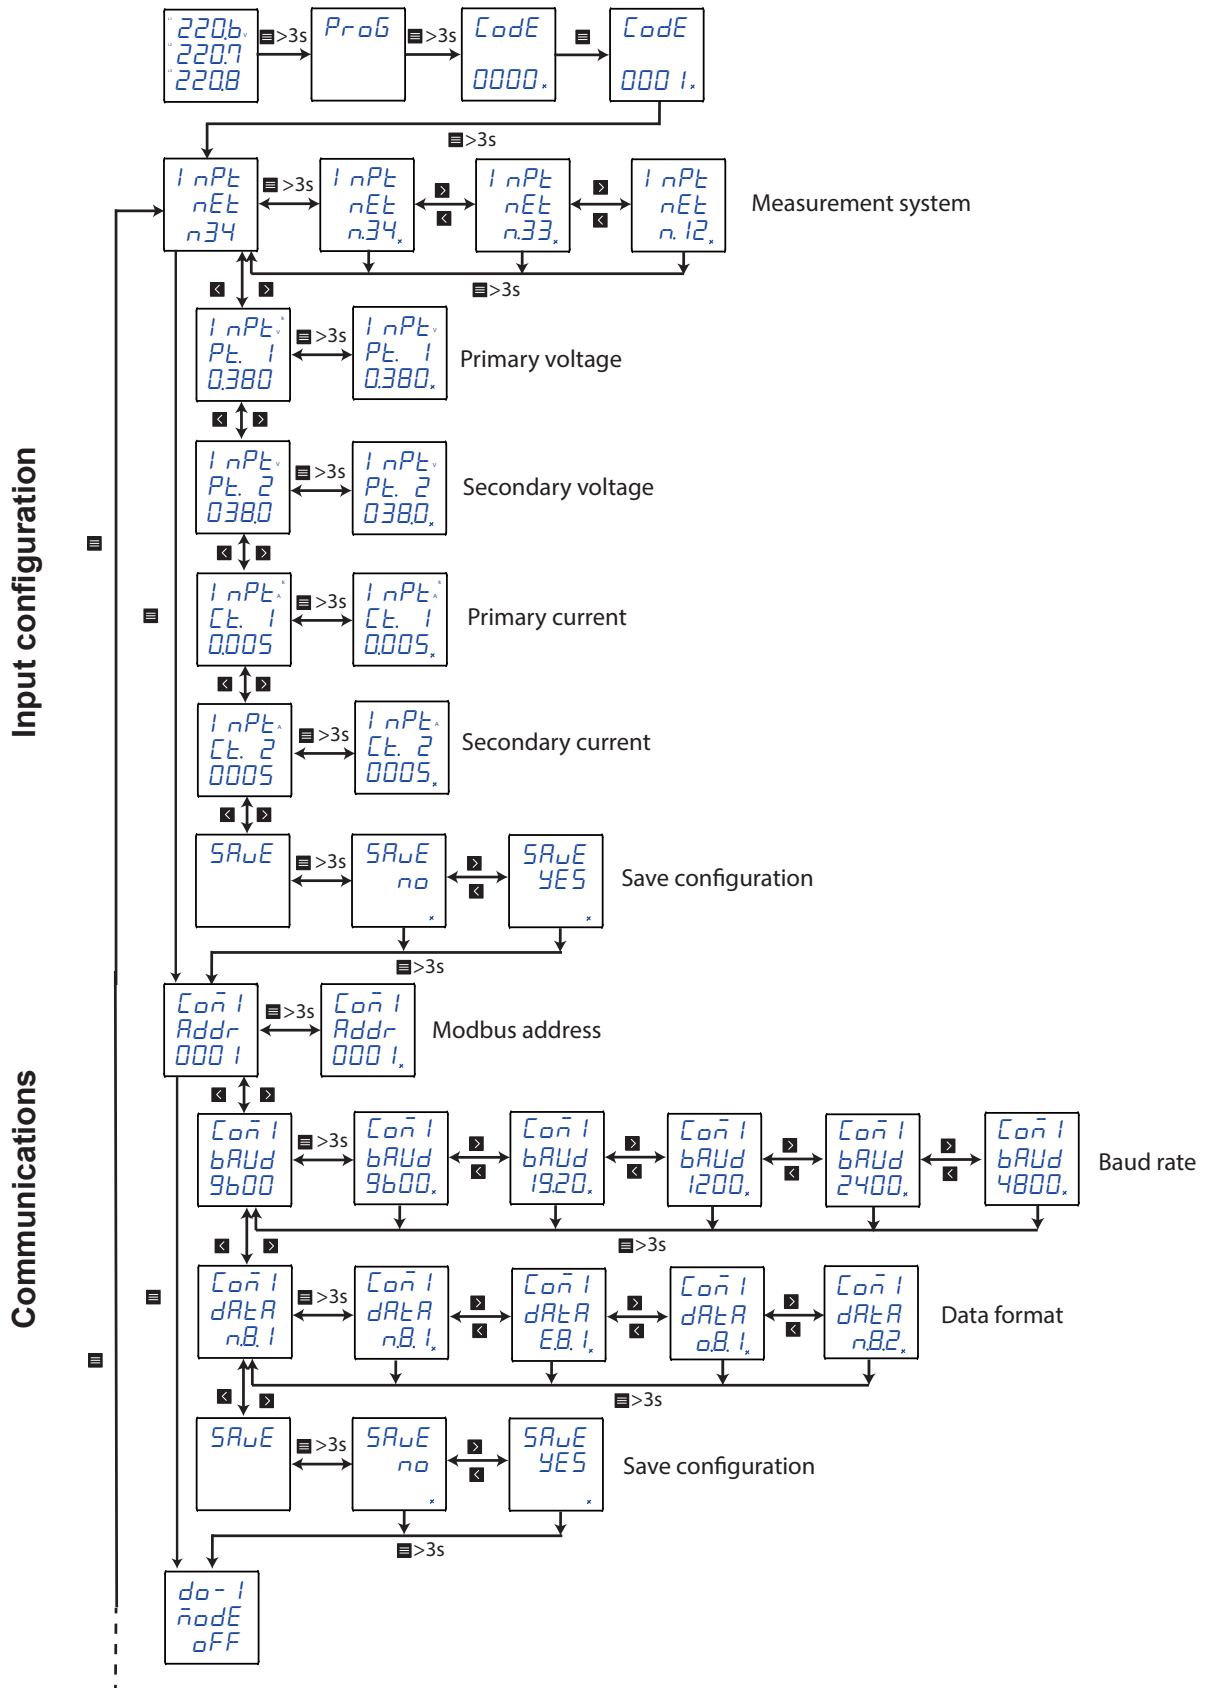 L1 220.6 V
L2 220.7
L3 220.8
>3s
ProG
>3s
CodE
0000.
CodE
0001.
>3s
InPt
nEt
n34
>3s
InPt
nEt
n.34.
>
<
InPt
nEt
n.33.
>
<
InPt
nEt
n.12.
Measurement system
>3s
<
>
InPt k V
Pt. 1
0.380
>3s
InPt V
Pt. 1
0.380.
Primary voltage
<
>
InPt V
Pt. 2
038.0
>3s
InPt V
Pt. 2
038.0.
Secondary voltage
<
>
InPt k A
Ct. 1
0.005
>3s
InPt k A
Ct. 1
0.005.
Primary current
<
>
InPt A
Ct. 2
0005
>3s
InPt A
Ct. 2
0005.
Secondary current
<
>
SAvE
>3s
SAvE
no
>
<
SAvE
YES
Save configuration
>3s
Input configuration
Com1
Addr
0001
>3s
Com1
Addr
0001.
Modbus address
<
>
Com1
bAUd
9600
>3s
Com1
bAUd
9600.
>
<
Com1
bAUd
19.20.
>
<
Com1
bAUd
1200.
>
<
Com1
bAUd
2400.
>
<
Com1
bAUd
4800.
Baud rate
>3s
<
>
Com1
dAtA
n.8.1
>3s
Com1
dAtA
n.8.1.
>
<
Com1
dAtA
E.8.1.
>
<
Com1
dAtA
o.8.1.
>
<
Com1
dAtA
n.8.2.
Data format
>3s
<
>
SAvE
>3s
SAvE
no
>
<
SAvE
YES
Save configuration
>3s
Communications
do-1
modE
oFF